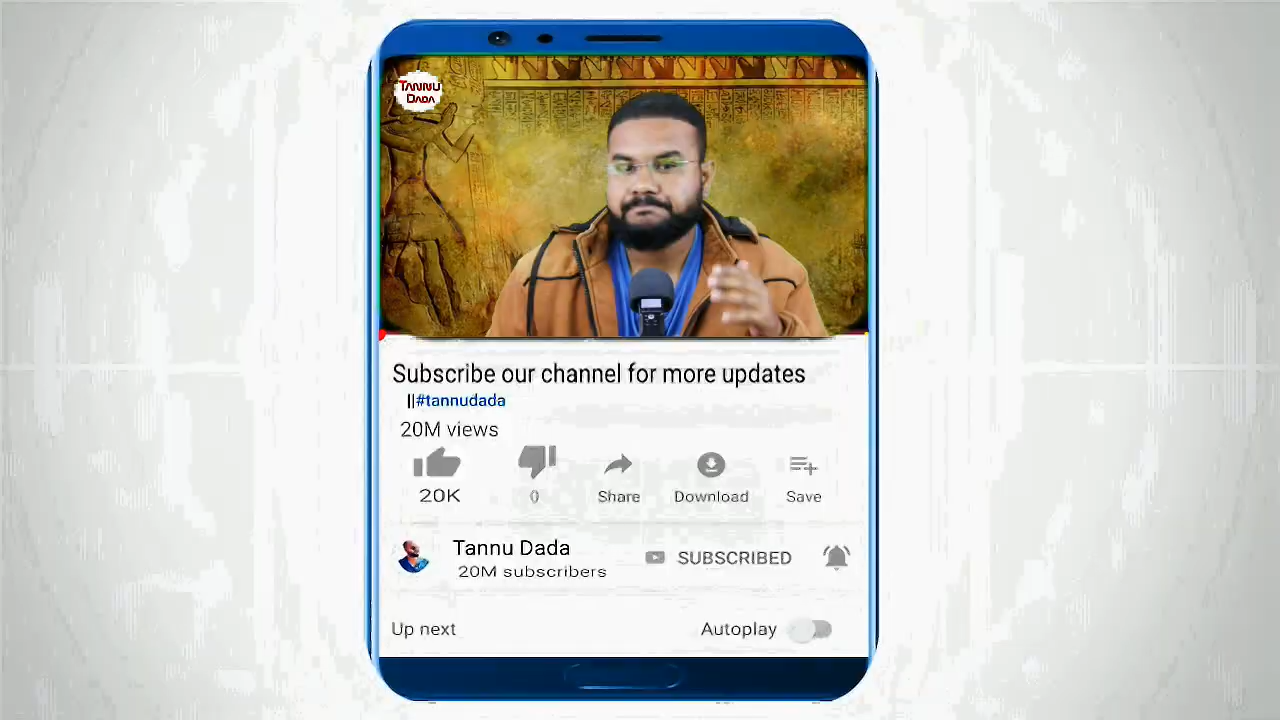 TANNU
DADA
Subscribe our channel for more updates
||#tannudada
20M views
20K
0
Share
Download
Save
Tannu Dada
20M subscribers
SUBSCRIBED
Up next
Autoplay